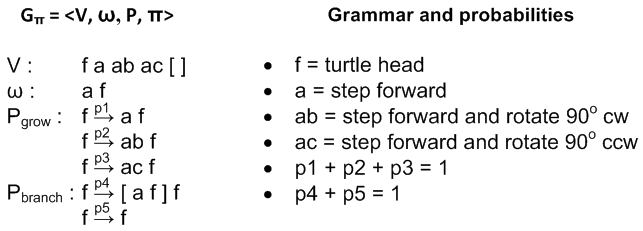 Gπ = <V, ω, P, π> Grammar and probabilities
V : f a ab ac [ ] • f = turtle head
ω : a f • a = step forward
Pgrow : f p1→ a f • ab = step forward and rotate 90o cw
f p2→ ab f • ac = step forward and rotate 90o ccw
f p3→ ac f • p1 + p2 + p3 = 1
Pbranch : f p4→ [ a f ] f • p4 + p5 = 1
f p5→ f